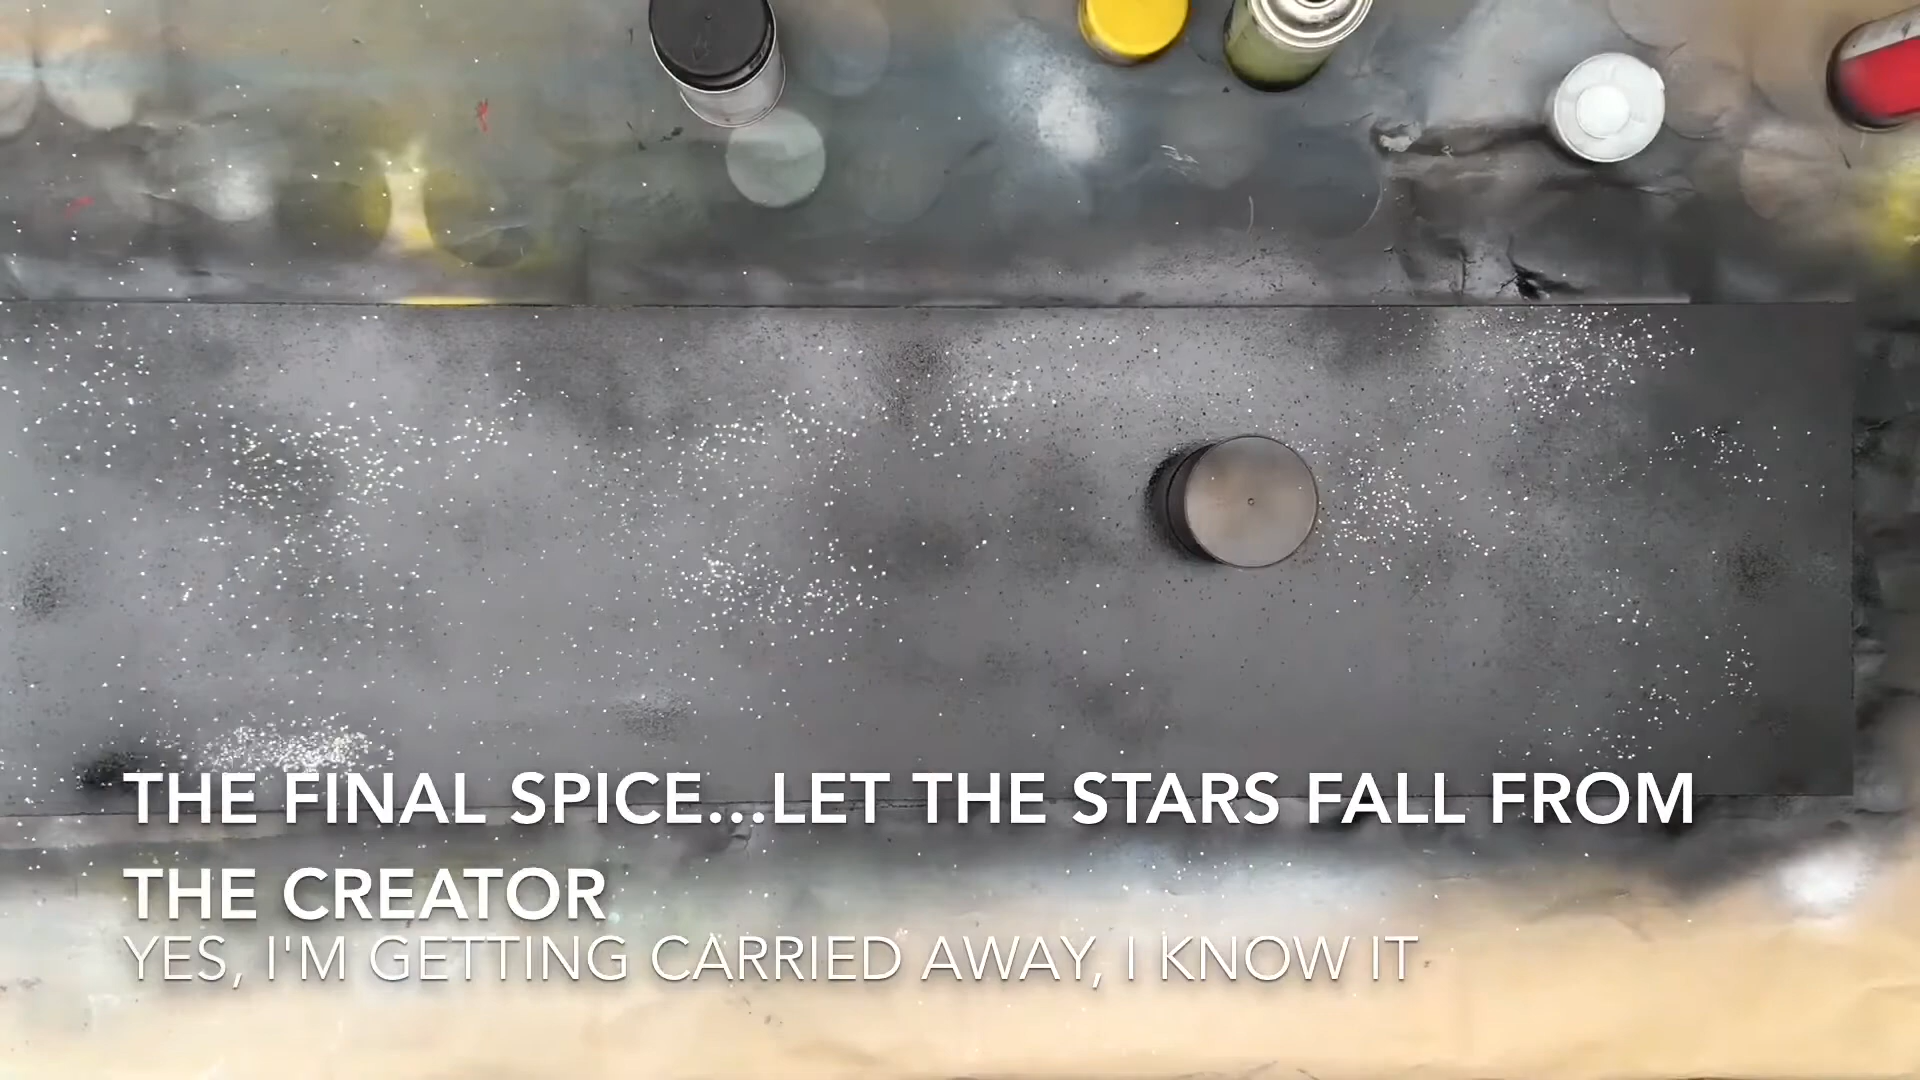 THE FINAL SPICE...LET THE STARS FALL FROM
THE CREATOR
YES, I'M GETTING CARRIED AWAY, I KNOW IT